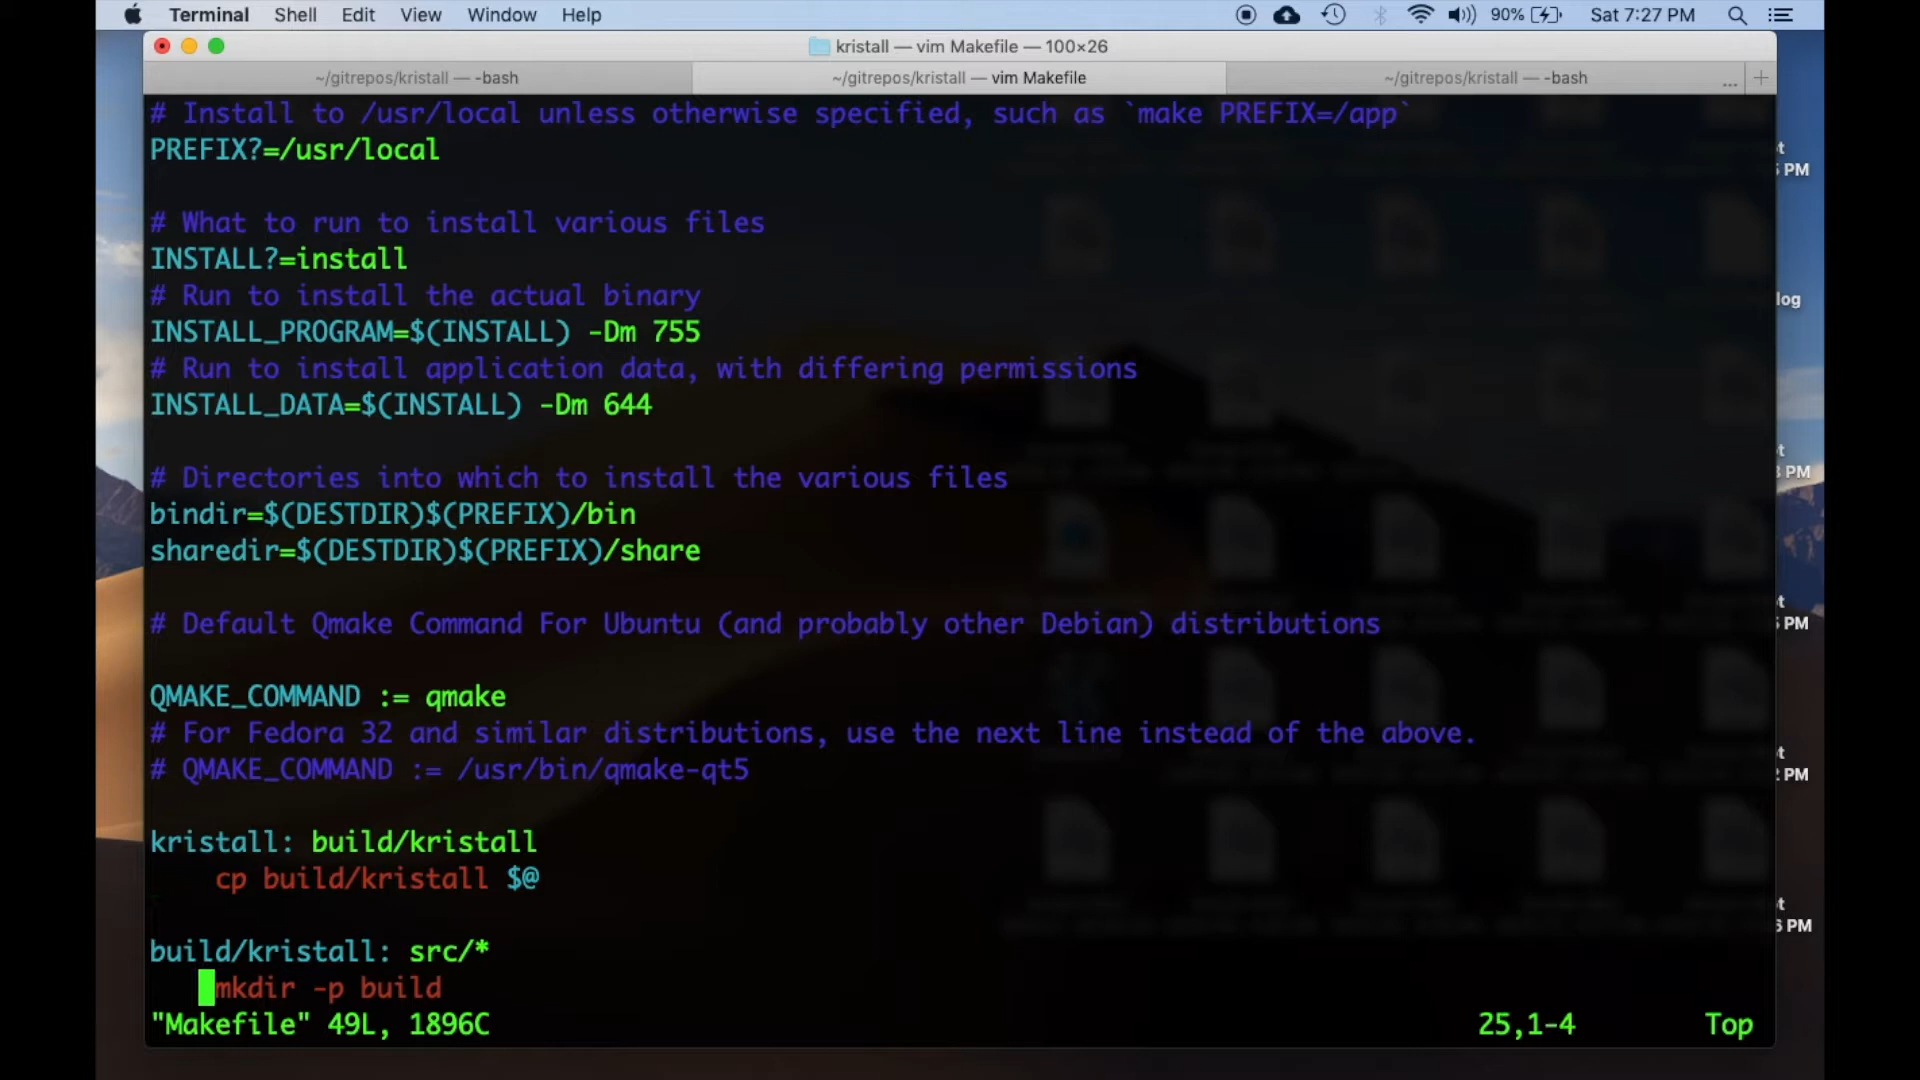 Terminal Shell Edit View Window Help 90% Sat 7:27 PM
kristall — vim Makefile — 100×26
~/gitrepos/kristall — -bash ~/gitrepos/kristall — vim Makefile ~/gitrepos/kristall — -bash ... +
# Install to /usr/local unless otherwise specified, such as `make PREFIX=/app`
PREFIX?=/usr/local
# What to run to install various files
INSTALL?=install
# Run to install the actual binary
INSTALL_PROGRAM=$(INSTALL) -Dm 755
# Run to install application data, with differing permissions
INSTALL_DATA=$(INSTALL) -Dm 644
# Directories into which to install the various files
bindir=$(DESTDIR)$(PREFIX)/bin
sharedir=$(DESTDIR)$(PREFIX)/share
# Default Qmake Command For Ubuntu (and probably other Debian) distributions
QMAKE_COMMAND := qmake
# For Fedora 32 and similar distributions, use the next line instead of the above.
# QMAKE_COMMAND := /usr/bin/qmake-qt5
kristall: build/kristall
cp build/kristall $@
build/kristall: src/*
mkdir -p build
"Makefile" 49L, 1896C 25,1-4 Top